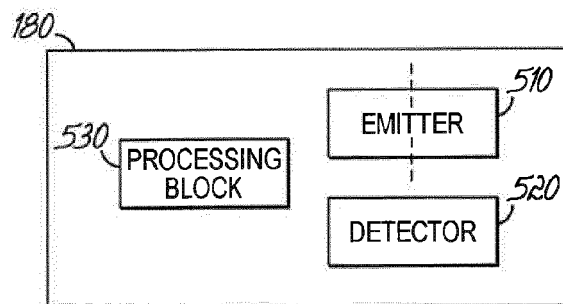 180
510
EMITTER
530
PROCESSING
BLOCK
520
DETECTOR